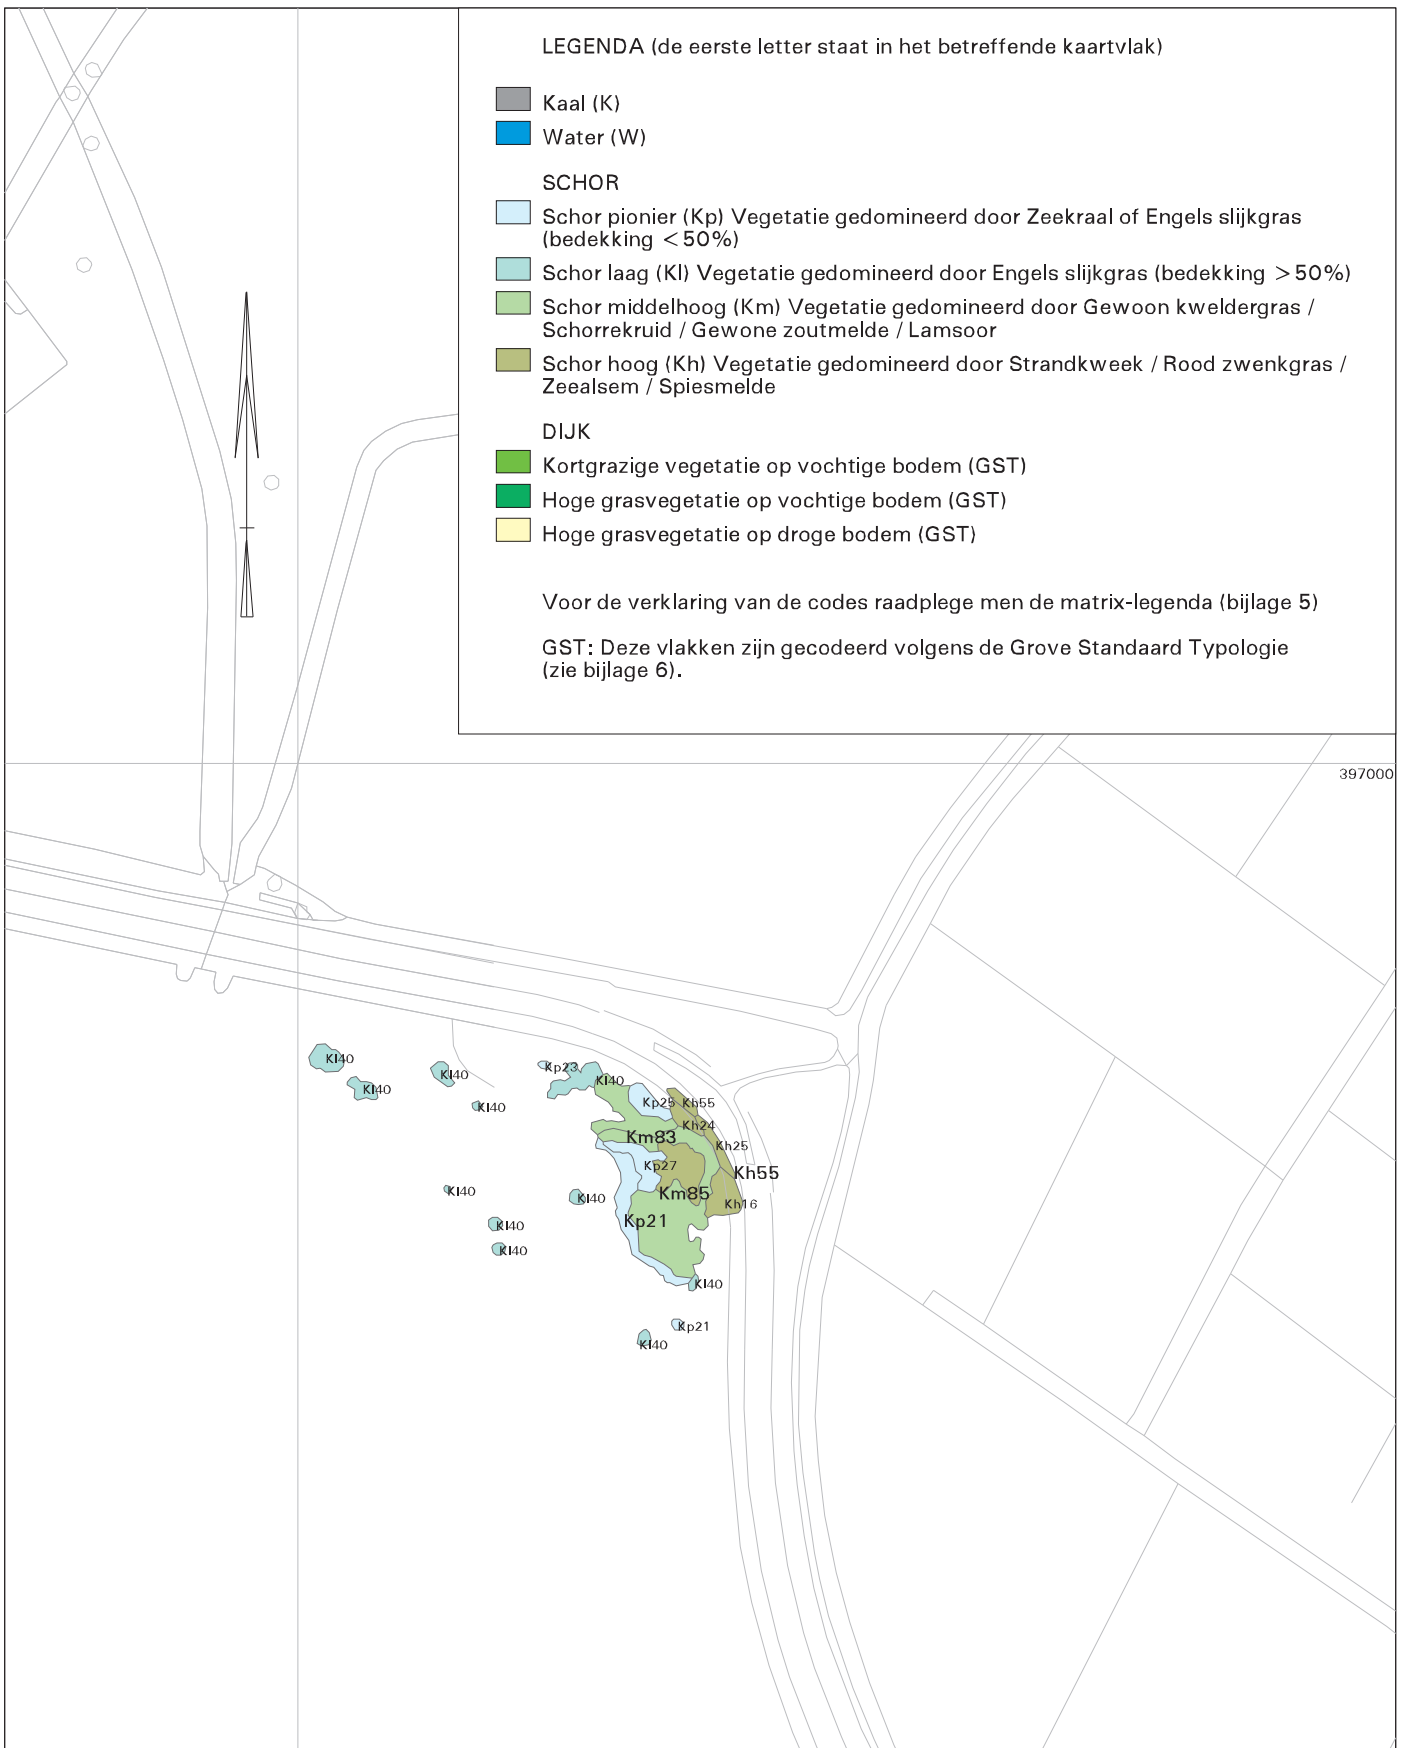 LEGENDA (de eerste letter staat in het betreffende kaartvlak)
Kaal (K)
Water (W)
SCHOR
Schor pionier (Kp) Vegetatie gedomineerd door Zeekraal of Engels slijkgras
(bedekking <50%)
Schor laag (Kl) Vegetatie gedomineerd door Engels slijkgras (bedekking >50%)
Schor middelhoog (Km) Vegetatie gedomineerd door Gewoon kweldergras /
Schorrekruid / Gewone zoutmelde / Lamsoor
Schor hoog (Kh) Vegetatie gedomineerd door Strandkweek / Rood zwenkgras /
Zeealsem / Spiesmelde
DIJK
Kortgrazige vegetatie op vochtige bodem (GST)
Hoge grasvegetatie op vochtige bodem (GST)
Hoge grasvegetatie op droge bodem (GST)
Voor de verklaring van de codes raadplege men de matrix-legenda (bijlage 5)
GST: Deze vlakken zijn gecodeerd volgens de Grove Standaard Typologie
(zie bijlage 6).
397000
Kl40
Kp23
Kl40
Kl40
Kl40
Kl40
Kp25
Kh55
Kl40
Kh24
Km83
Kh25
Kp27
Kh55
Kl40
Km85
Kl40
Kh16
Kp21
Kl40
Kl40
Kl40
Kp21
Kl40